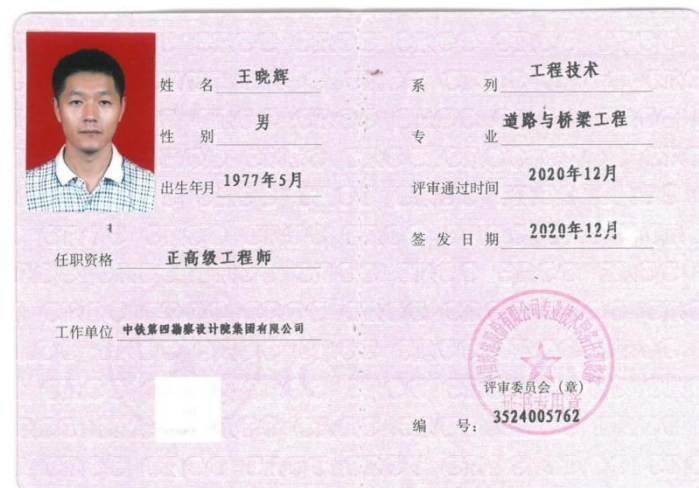 姓名 王晓辉
性别 男
出生年月 1977年5月
任职资格 正高级工程师
工作单位 中铁第四勘察设计院集团有限公司
系列 工程技术
专业 道路与桥梁工程
评审通过时间 2020年12月
签发日期 2020年12月
评审委员会（章）
证书专用章
编号: 3524005762